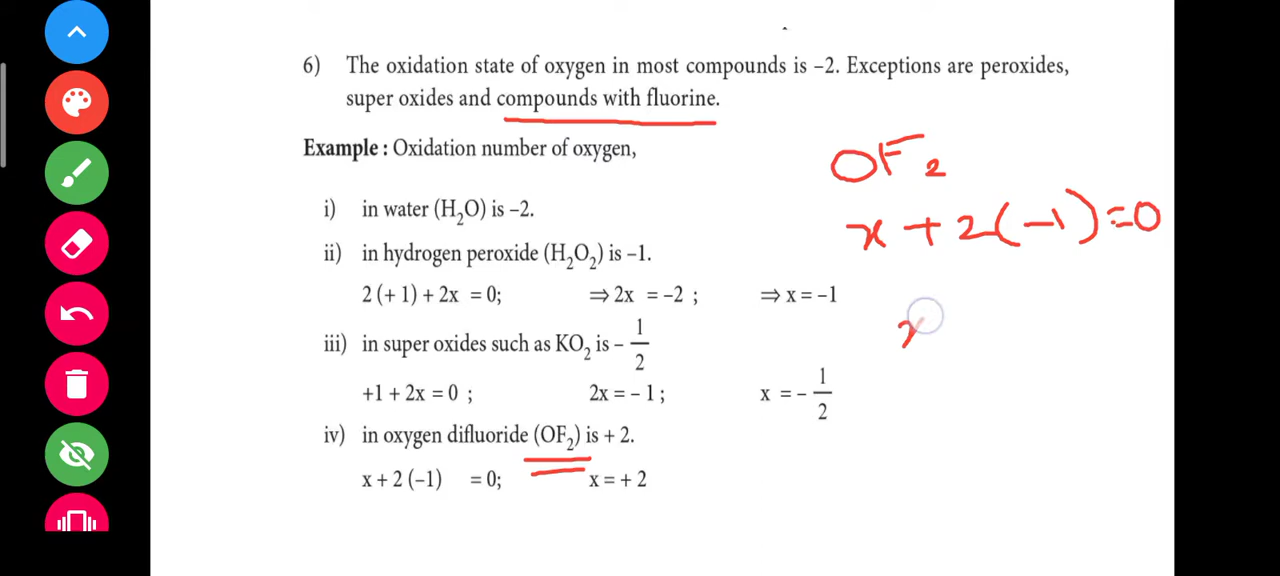 6) The oxidation state of oxygen in most compounds is –2. Exceptions are peroxides,
super oxides and compounds with fluorine.
Example : Oxidation number of oxygen,
OF2
i) in water (H2O) is –2.
x + 2(-1) = 0
ii) in hydrogen peroxide (H2O2) is –1.
2 (+ 1) + 2x = 0; ⇒ 2x = –2 ; ⇒ x = –1
x
iii) in super oxides such as KO2 is – 1/2
+1 + 2x = 0 ; 2x = – 1 ; x = – 1/2
iv) in oxygen difluoride (OF2) is + 2.
x + 2 (–1) = 0; x = + 2